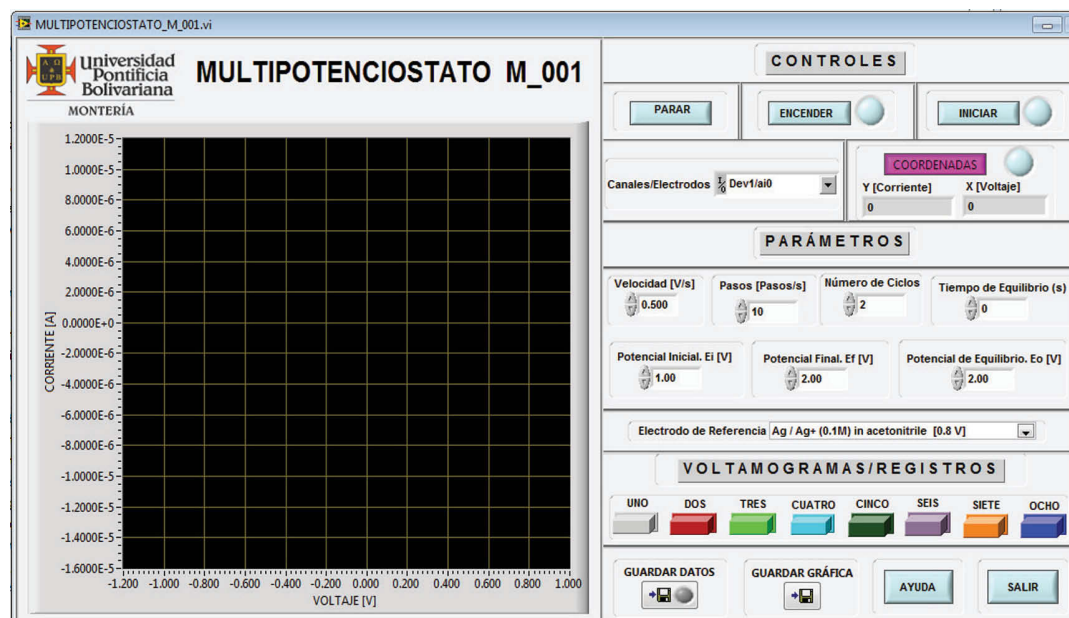 MULTIPOTENCIOSTATO_M_001.vi
Universidad
Pontificia
Bolivariana
MONTERÍA
MULTIPOTENCIOSTATO M_001
1.2000E-5
1.0000E-5
8.0000E-6
6.0000E-6
4.0000E-6
2.0000E-6
0.0000E+0
-2.0000E-6
-4.0000E-6
-6.0000E-6
-8.0000E-6
-1.0000E-5
-1.2000E-5
-1.4000E-5
-1.6000E-5
CORRIENTE [A]
-1.200 -1.000 -0.800 -0.600 -0.400 -0.200 0.000 0.200 0.400 0.600 0.800 1.000
VOLTAJE [V]
CONTROLES
PARAR
ENCENDER
INICIAR
Canales/Electrodos
Dev1/ai0
COORDENADAS
Y [Corriente] X [Voltaje]
0 0
PARÁMETROS
Velocidad [V/s] Pasos [Pasos/s] Número de Ciclos Tiempo de Equilibrio (s)
0.500 10 2 0
Potencial Inicial. Ei [V] Potencial Final. Ef [V] Potencial de Equilibrio. Eo [V]
1.00 2.00 2.00
Electrodo de Referencia Ag / Ag+ (0.1M) in acetonitrile [0.8 V]
VOLTAMOGRAMAS/REGISTROS
UNO DOS TRES CUATRO CINCO SEIS SIETE OCHO
GUARDAR DATOS GUARDAR GRÁFICA
AYUDA
SALIR